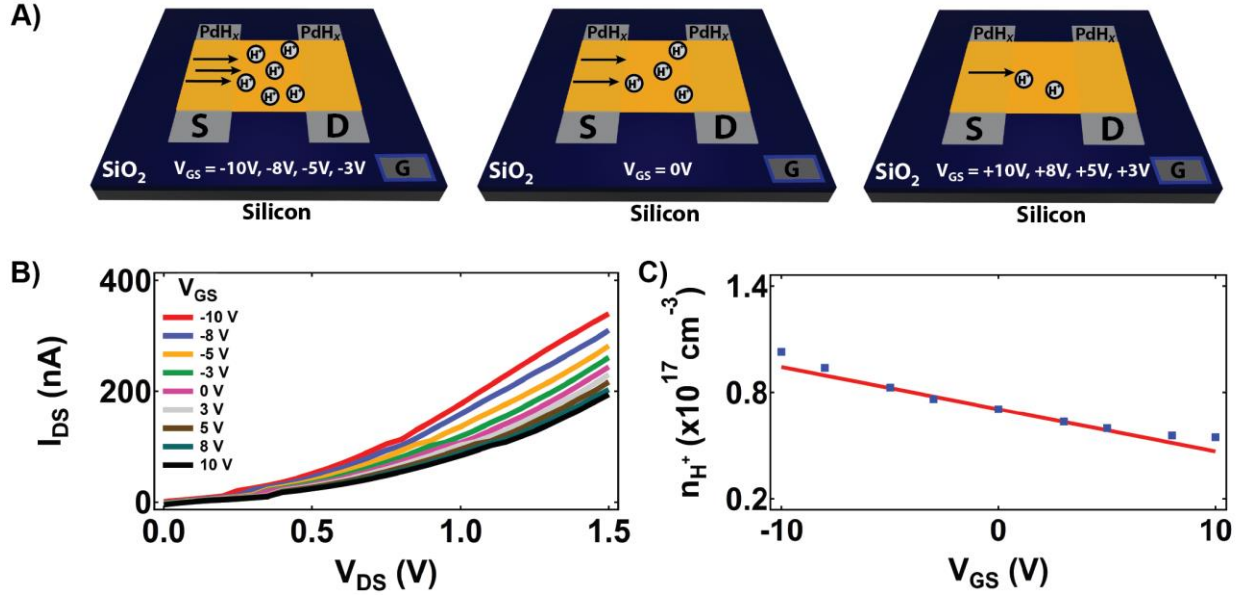 A)
PdHx PdHx
H+ H+ H+ H+ H+ H+ H+
S D
SiO2 VGS = -10V, -8V, -5V, -3V G
Silicon
PdHx PdHx
H+ H+ H+ H+
S D
SiO2 VGS = 0V G
Silicon
PdHx PdHx
H+ H+
S D
SiO2 VGS = +10V, +8V, +5V, +3V G
Silicon
B)
400
200
0
IDS (nA)
VGS
-10 V
-8 V
-5 V
-3 V
0 V
3 V
5 V
8 V
10 V
0.0 0.5 1.0 1.5
VDS (V)
C)
1.4
0.8
0.2
nH+ (x10^17 cm^-3)
-10 0 10
VGS (V)